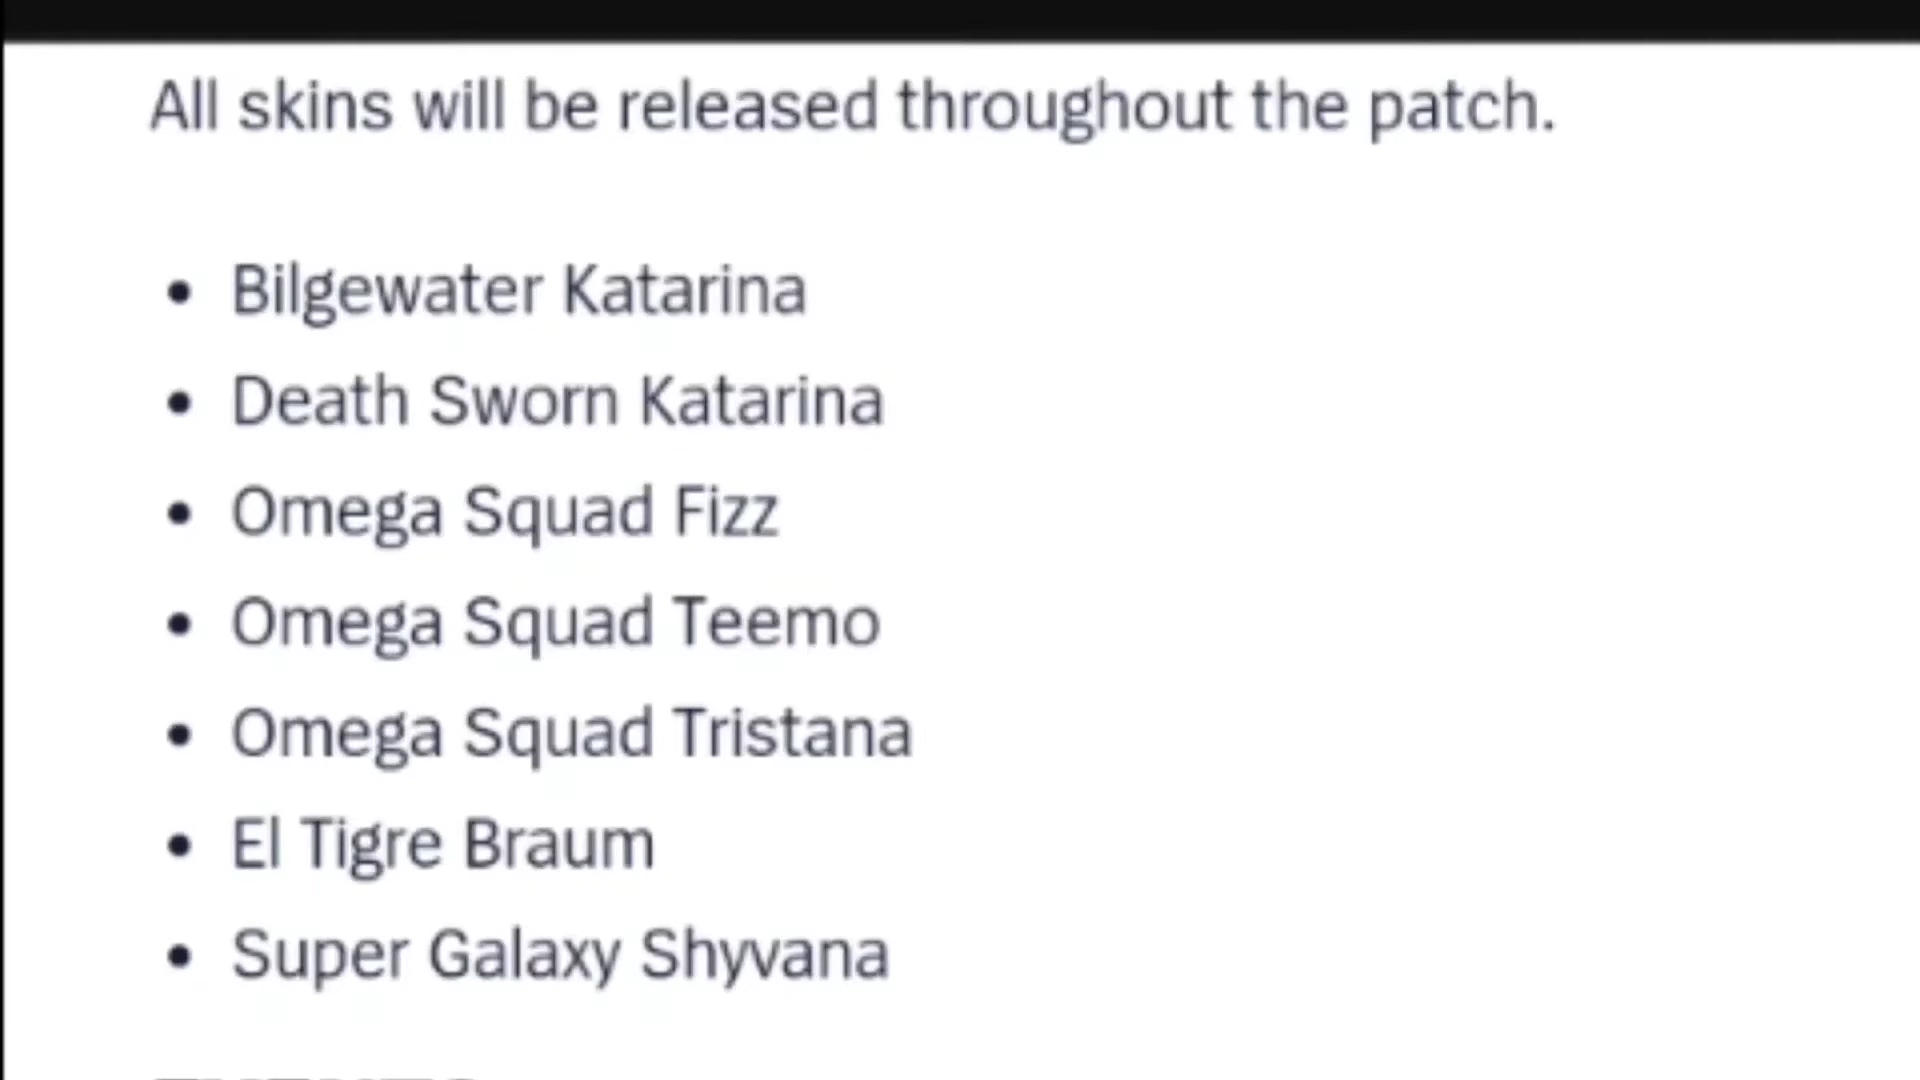 All skins will be released throughout the patch.
Bilgewater Katarina
Death Sworn Katarina
Omega Squad Fizz
Omega Squad Teemo
Omega Squad Tristana
El Tigre Braum
Super Galaxy Shyvana